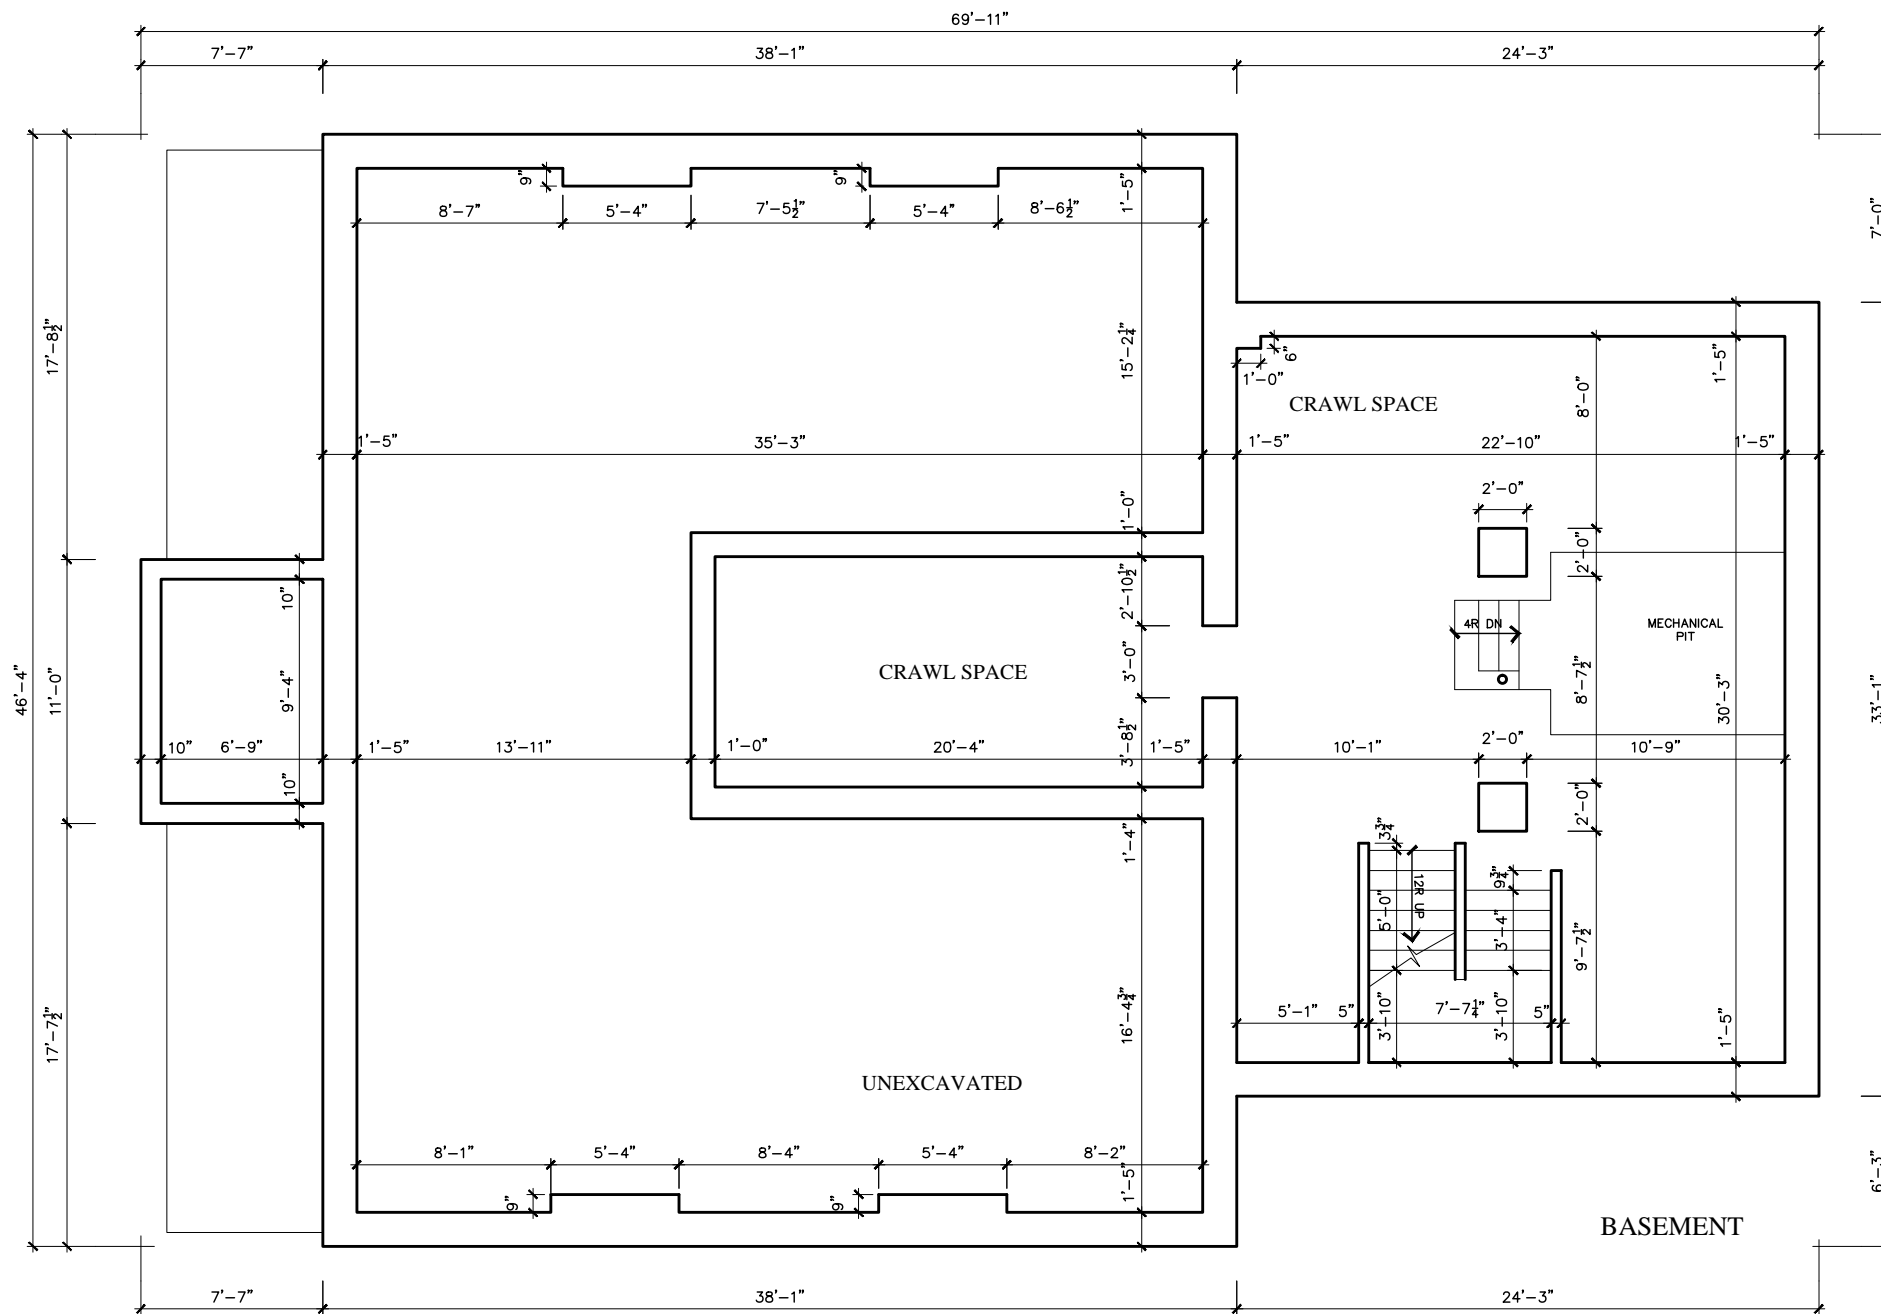 69'-11"
7'-7" 38'-1" 24'-3"
9" 9" 1'-5"
8'-7" 5'-4" 7'-5½" 5'-4" 8'-6½"
7'-0"
17'-8½" 15'-2¼" 6" 1'-5"
1'-0"
CRAWL SPACE 8'-0"
1'-5" 35'-3" 1'-5" 22'-10" 1'-5"
2'-0"
1'-0"
2'-0"
10" 2'-10½"
4R DN MECHANICAL
PIT
CRAWL SPACE 3'-0" 8'-7½"
46'-4" 11'-0" 9'-4" 30'-3" 33'-1"
10" 6'-9" 1'-5" 13'-11" 1'-0" 20'-4" 1'-5" 10'-1" 2'-0" 10'-9"
10" 3'-8½" 2'-0"
1'-4" 3¾"
12R UP 9¾"
5'-0" 3'-4" 9'-7½"
16'-4¾" 5'-1" 5" 7'-7¼" 5"
17'-7½" 3'-10" 3'-10" 1'-5"
UNEXCAVATED
8'-1" 5'-4" 8'-4" 5'-4" 8'-2"
9" 9" 1'-5" 6'-3"
BASEMENT
7'-7" 38'-1" 24'-3"